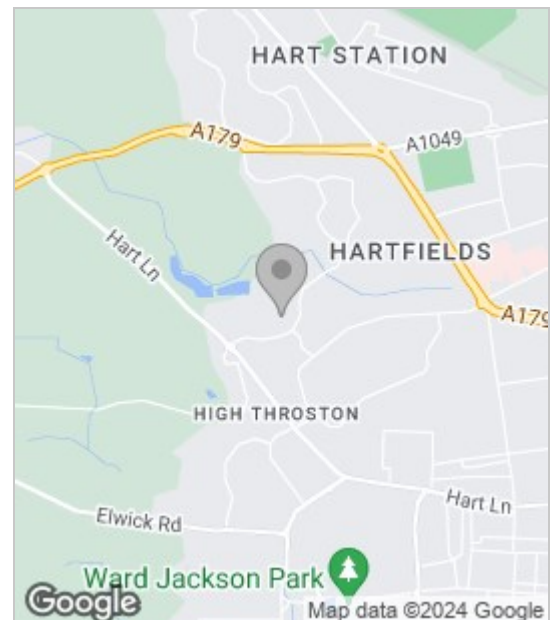 HART STATION
A179
A1049
Hart Ln
HARTFIELDS
A179
HIGH THROSTON
Hart Ln
Elwick Rd
Ward Jackson Park
Google
Map data ©2024 Google